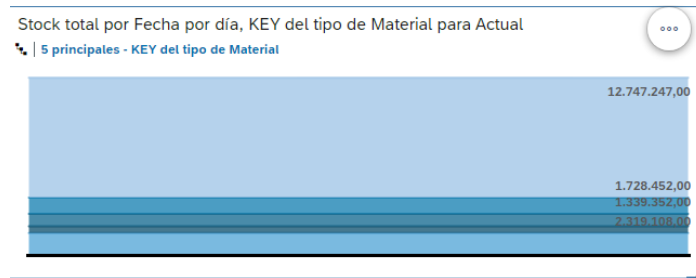 Stock total por Fecha por día, KEY del tipo de Material para Actual
5 principales - KEY del tipo de Material
12.747.247,00
1.728.452,00
1.339.352,00
2.319.108,00